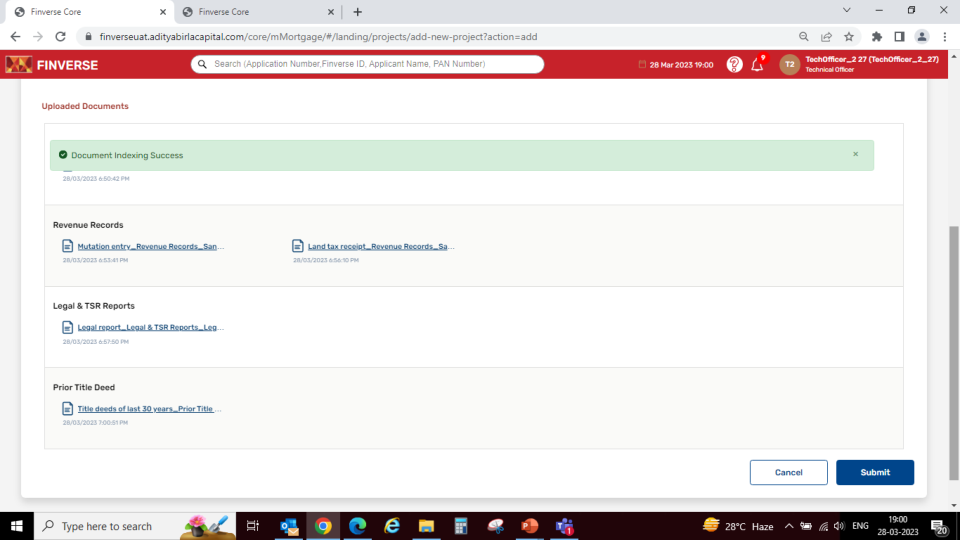 Finverse Core
Finverse Core
finverseuat.adityabirlacapital.com/core/mMortgage/#/landing/projects/add-new-project?action=add
FINVERSE
Search (Application Number,Finverse ID, Applicant Name, PAN Number)
28 Mar 2023 19:00
T2
TechOfficer_2 27 (TechOfficer_2_27)
Technical Officer
Uploaded Documents
Document Indexing Success
28/03/2023 6:50:42 PM
Revenue Records
Mutation entry_Revenue Records_San...
Land tax receipt_Revenue Records_Sa...
28/03/2023 6:53:41 PM
28/03/2023 6:56:10 PM
Legal & TSR Reports
Legal report_Legal & TSR Reports_Leg...
28/03/2023 6:57:50 PM
Prior Title Deed
Title deeds of last 30 years_Prior Title ...
28/03/2023 7:00:51 PM
Cancel
Submit
Type here to search
28°C Haze
ENG
19:00
28-03-2023
20